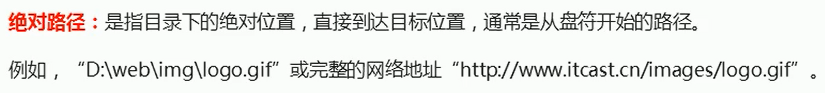 绝对路径：是指目录下的绝对位置，直接到达目标位置，通常是从盘符开始的路径。
例如，“D:\web\img\logo.gif”或完整的网络地址“http://www.itcast.cn/images/logo.gif”。